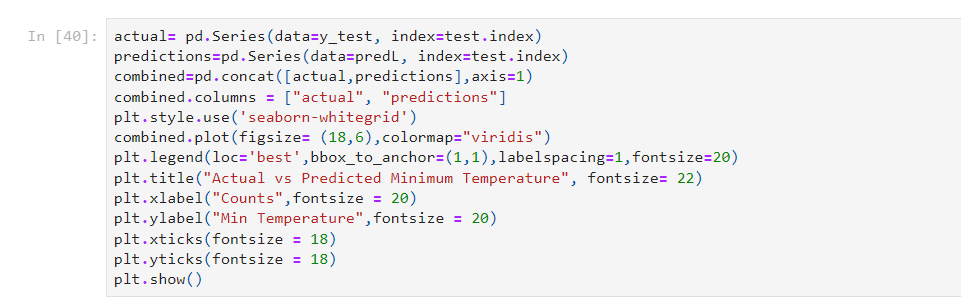 In [40]:
actual= pd.Series(data=y_test, index=test.index)
predictions=pd.Series(data=predL, index=test.index)
combined=pd.concat([actual,predictions],axis=1)
combined.columns = ["actual", "predictions"]
plt.style.use('seaborn-whitegrid')
combined.plot(figsize= (18,6),colormap="viridis")
plt.legend(loc='best',bbox_to_anchor=(1,1),labelspacing=1,fontsize=20)
plt.title("Actual vs Predicted Minimum Temperature", fontsize= 22)
plt.xlabel("Counts",fontsize = 20)
plt.ylabel("Min Temperature",fontsize = 20)
plt.xticks(fontsize = 18)
plt.yticks(fontsize = 18)
plt.show()